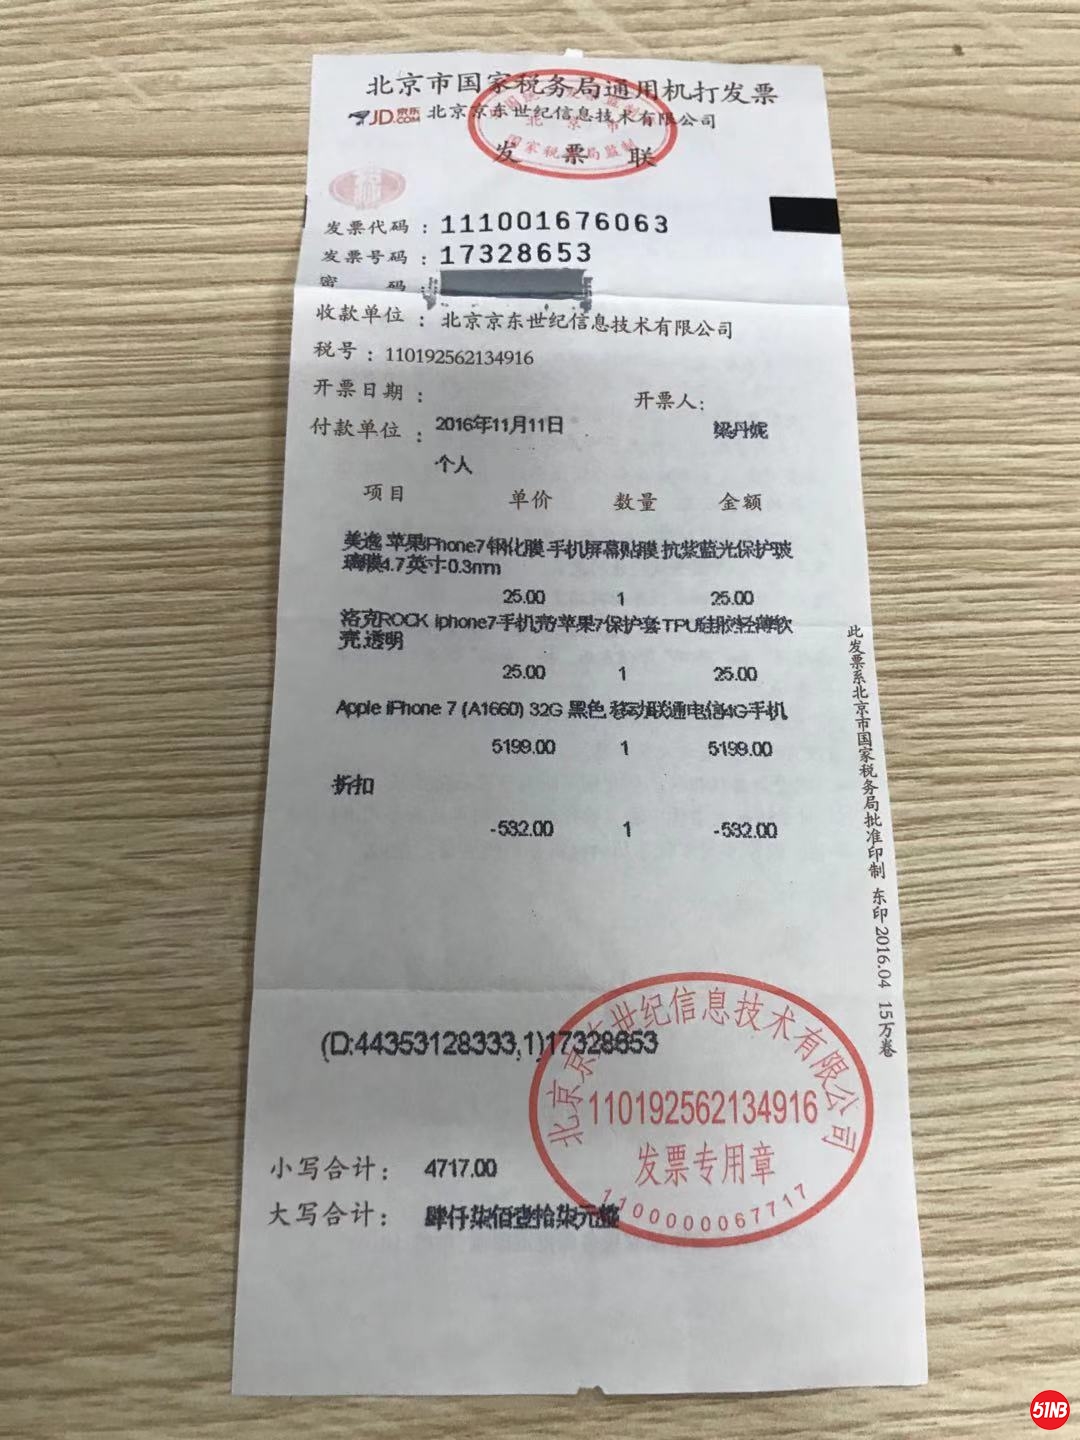 北京市国家税务局通用机打发票
JD京东.COM 北京京东世纪信息技术有限公司
发 票 联
国家税务局监制
发票代码：111001676063
发票号码：17328653
密 码：
收款单位：北京京东世纪信息技术有限公司
税号：110192562134916
开票日期： 开票人：
付款单位： 2016年11月11日 梁丹妮
个人
项目 单价 数量 金额
美逸 苹果iPhone7钢化膜 手机屏幕贴膜 抗紫蓝光保护玻
璃膜4.7英寸-0.3mm
25.00 1 25.00
洛克ROCK iphone7手机壳/苹果7保护套 TPU硅胶轻薄软
壳 透明
25.00 1 25.00
Apple iPhone 7 (A1660) 32G 黑色 移动联通电信4G手机
5199.00 1 5199.00
折扣
-532.00 1 -532.00
(D:44353128333,1)17328653
小写合计： 4717.00
大写合计： 肆仟柒佰壹拾柒元整
北京京东世纪信息技术有限公司
110192562134916
发票专用章
1100000067717
此发票系北京市国家税务局批准印制 东印2016.04 15万卷
51NB